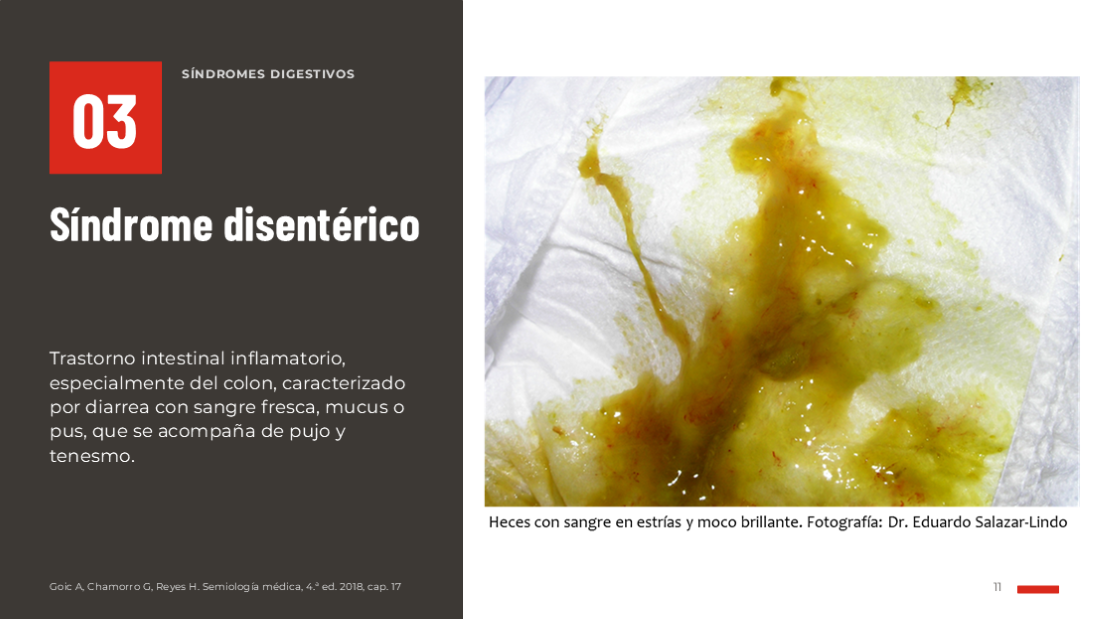 SÍNDROMES DIGESTIVOS
03
Síndrome disentérico
Trastorno intestinal inflamatorio,
especialmente del colon, caracterizado
por diarrea con sangre fresca, mucus o
pus, que se acompaña de pujo y
tenesmo.
Heces con sangre en estrías y moco brillante. Fotografía: Dr. Eduardo Salazar-Lindo
Goic A, Chamorro G, Reyes H. Semiología médica, 4.ª ed. 2018, cap. 17
11